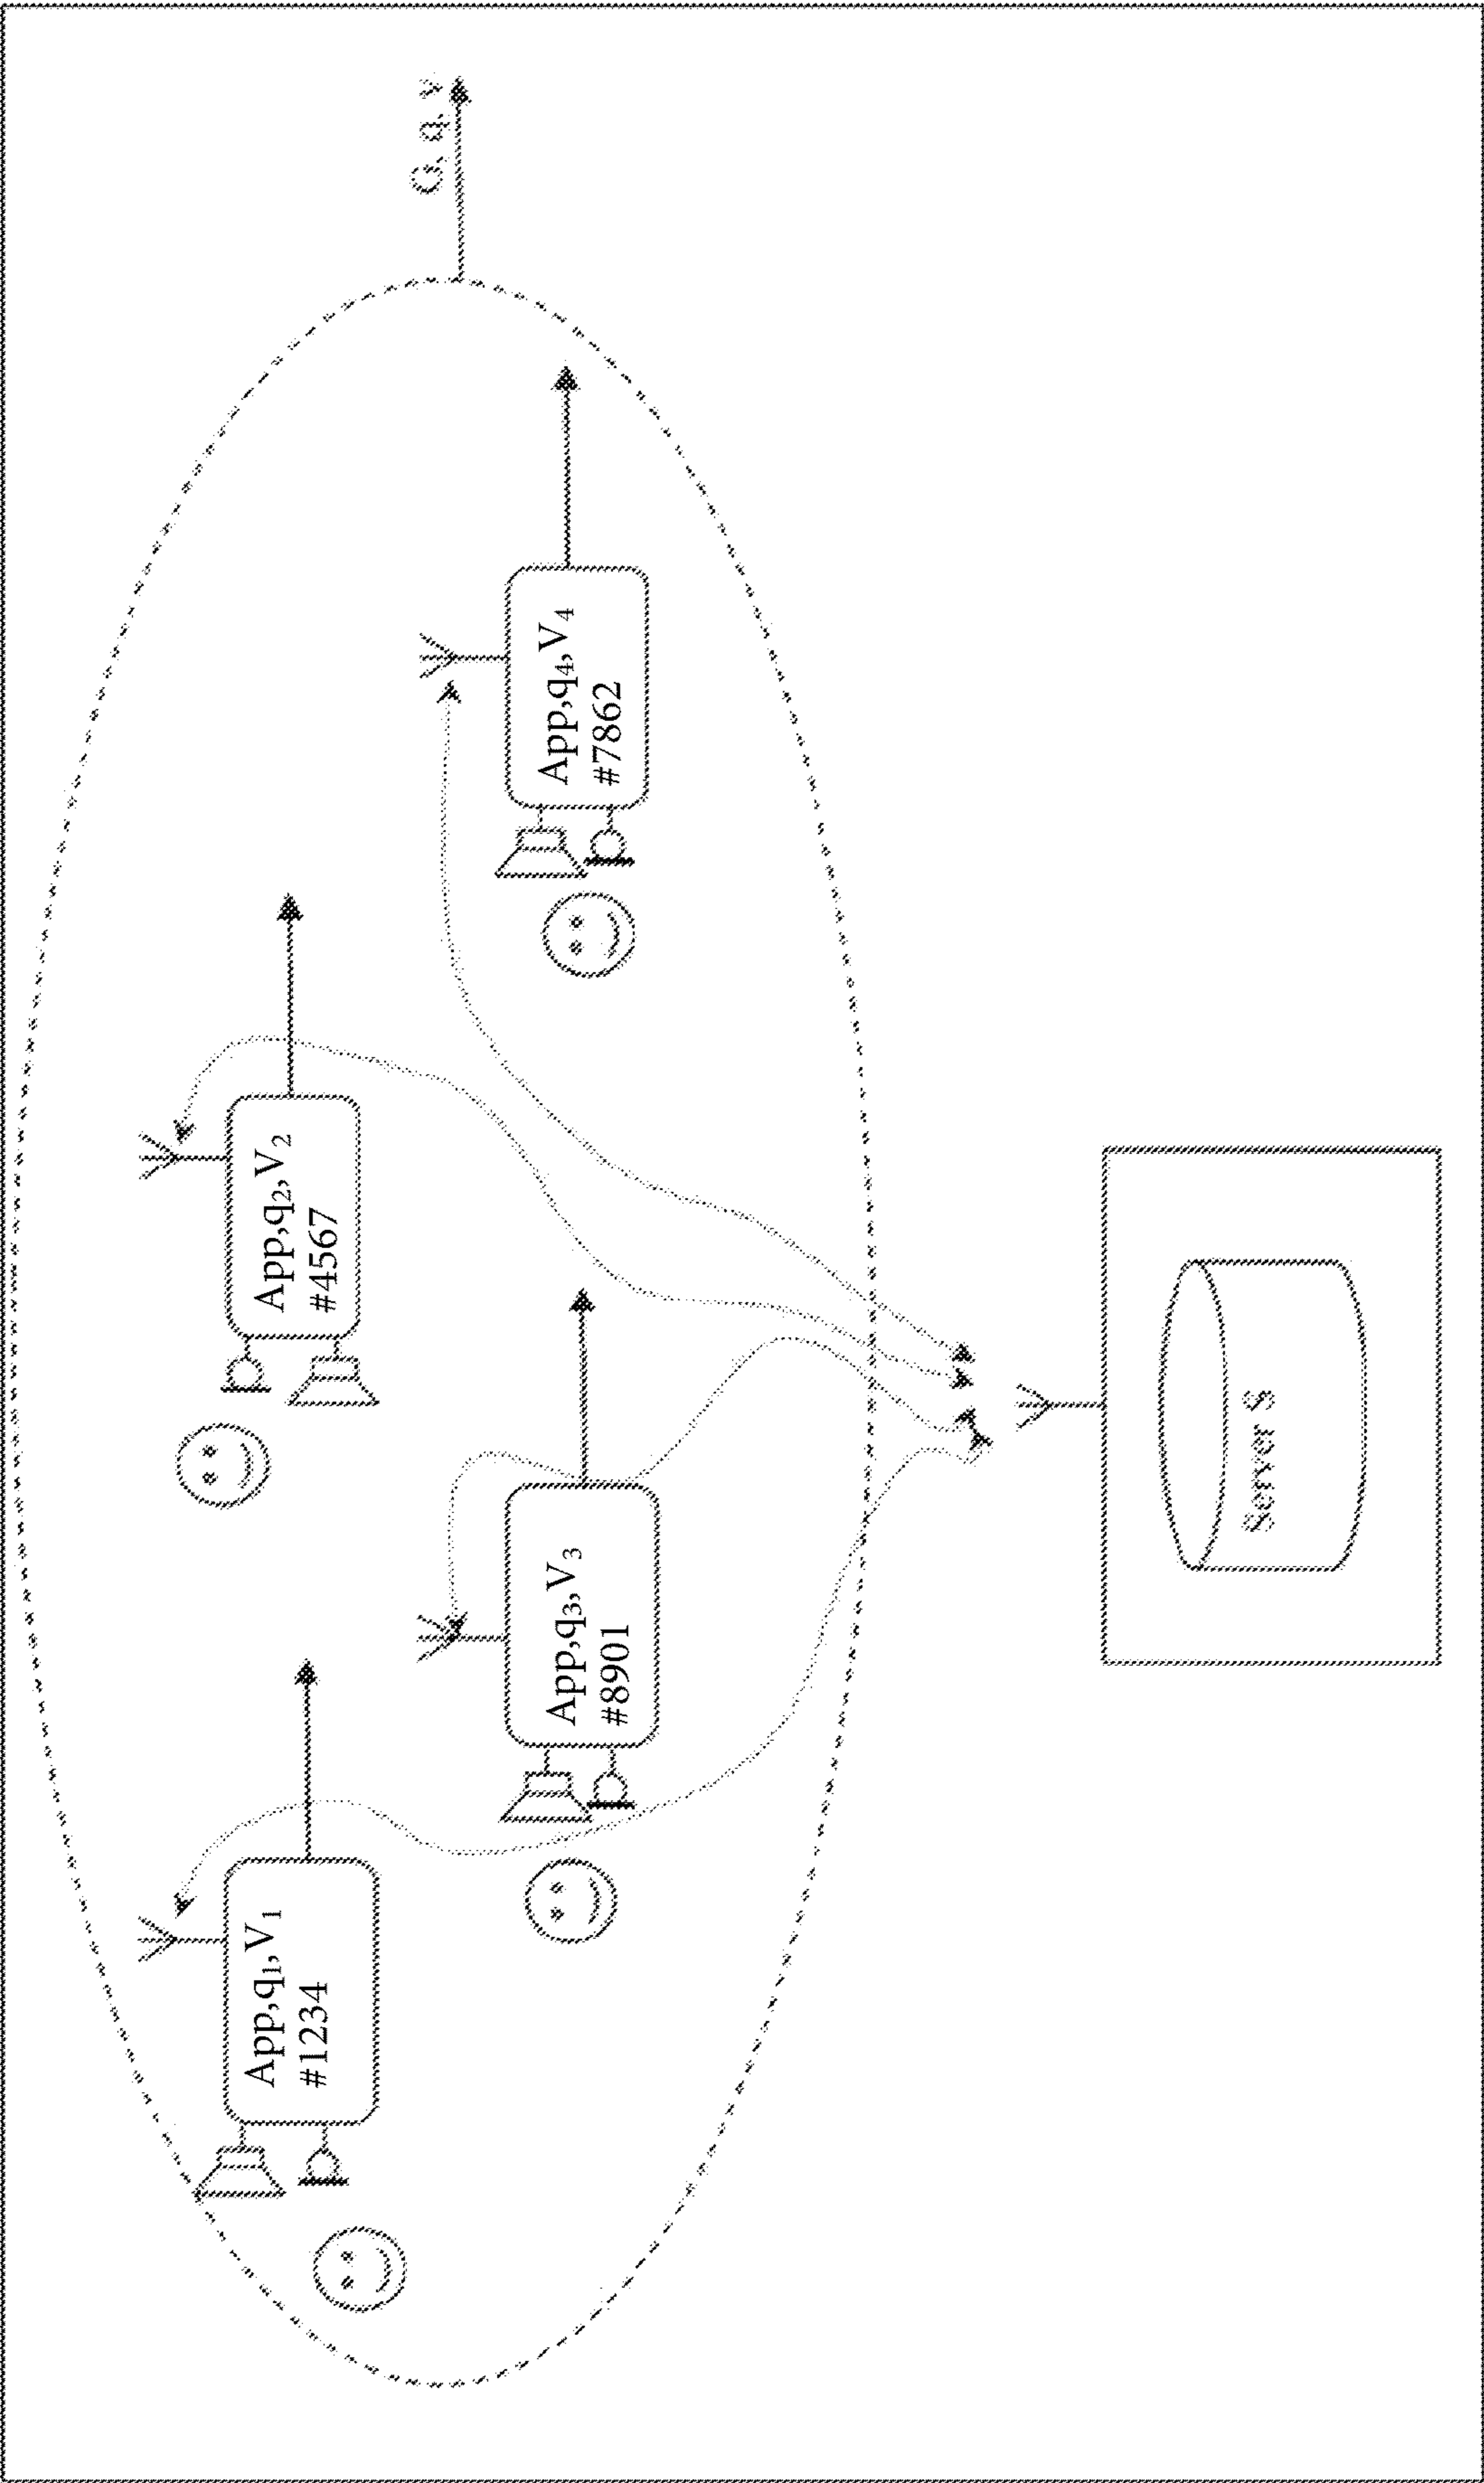 G, q, v
App,q₂,V₂
#4567
App,q₄,V₄
#7862
App,q₁,V₁
#1234
App,q₃,V₃
#8901
Server S